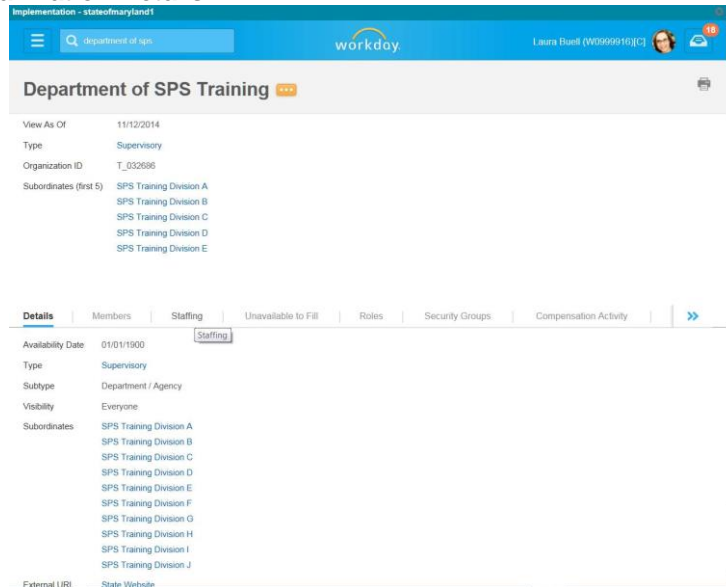 Implementation - stateofmaryland1
department of sps
workday.
Laura Buell (W0999916)[C]
18
Department of SPS Training
View As Of 11/12/2014
Type Supervisory
Organization ID T_032686
Subordinates (first 5) SPS Training Division A
SPS Training Division B
SPS Training Division C
SPS Training Division D
SPS Training Division E
Details Members Staffing Unavailable to Fill Roles Security Groups Compensation Activity
Staffing
Availability Date 01/01/1900
Type Supervisory
Subtype Department / Agency
Visibility Everyone
Subordinates SPS Training Division A
SPS Training Division B
SPS Training Division C
SPS Training Division D
SPS Training Division E
SPS Training Division F
SPS Training Division G
SPS Training Division H
SPS Training Division I
SPS Training Division J
External URL State Website